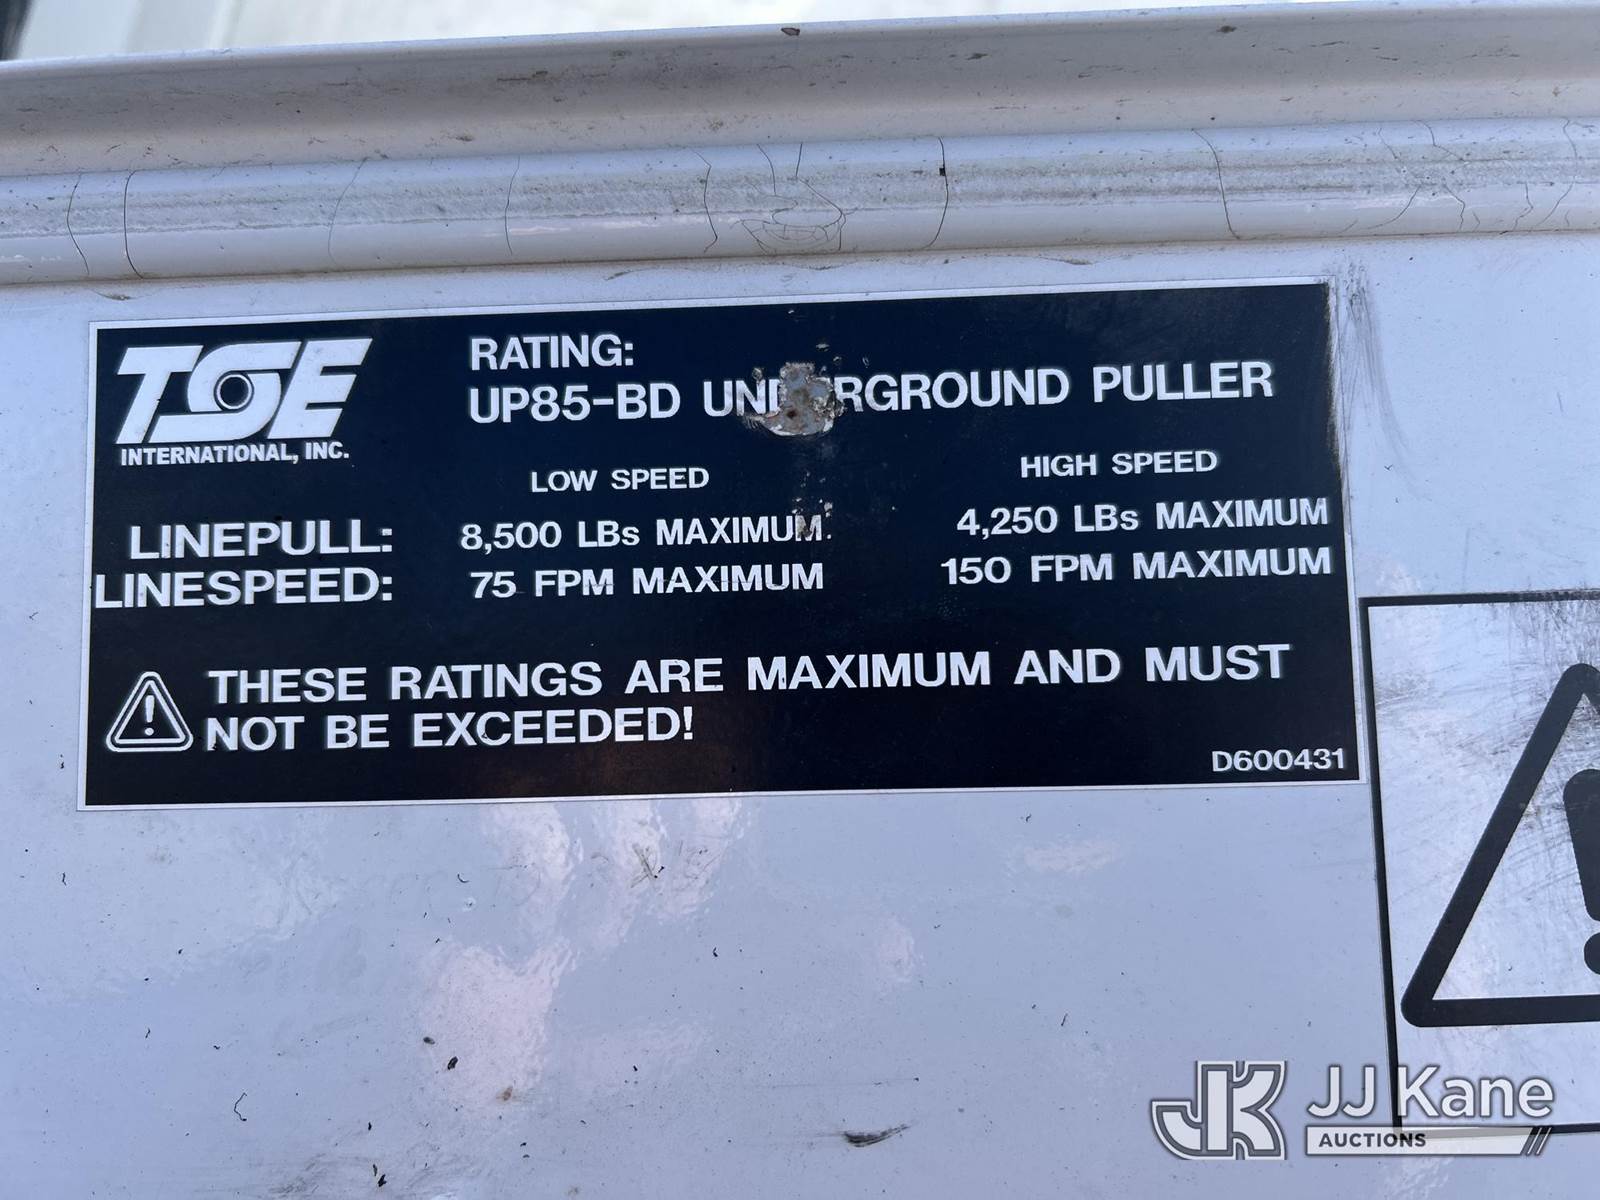 TSE
INTERNATIONAL, INC.
RATING:
UP85-BD UNDERGROUND PULLER
LOW SPEED HIGH SPEED
LINEPULL: 8,500 LBs MAXIMUM. 4,250 LBs MAXIMUM
LINESPEED: 75 FPM MAXIMUM 150 FPM MAXIMUM
THESE RATINGS ARE MAXIMUM AND MUST
NOT BE EXCEEDED!
D600431
JK JJ Kane
AUCTIONS